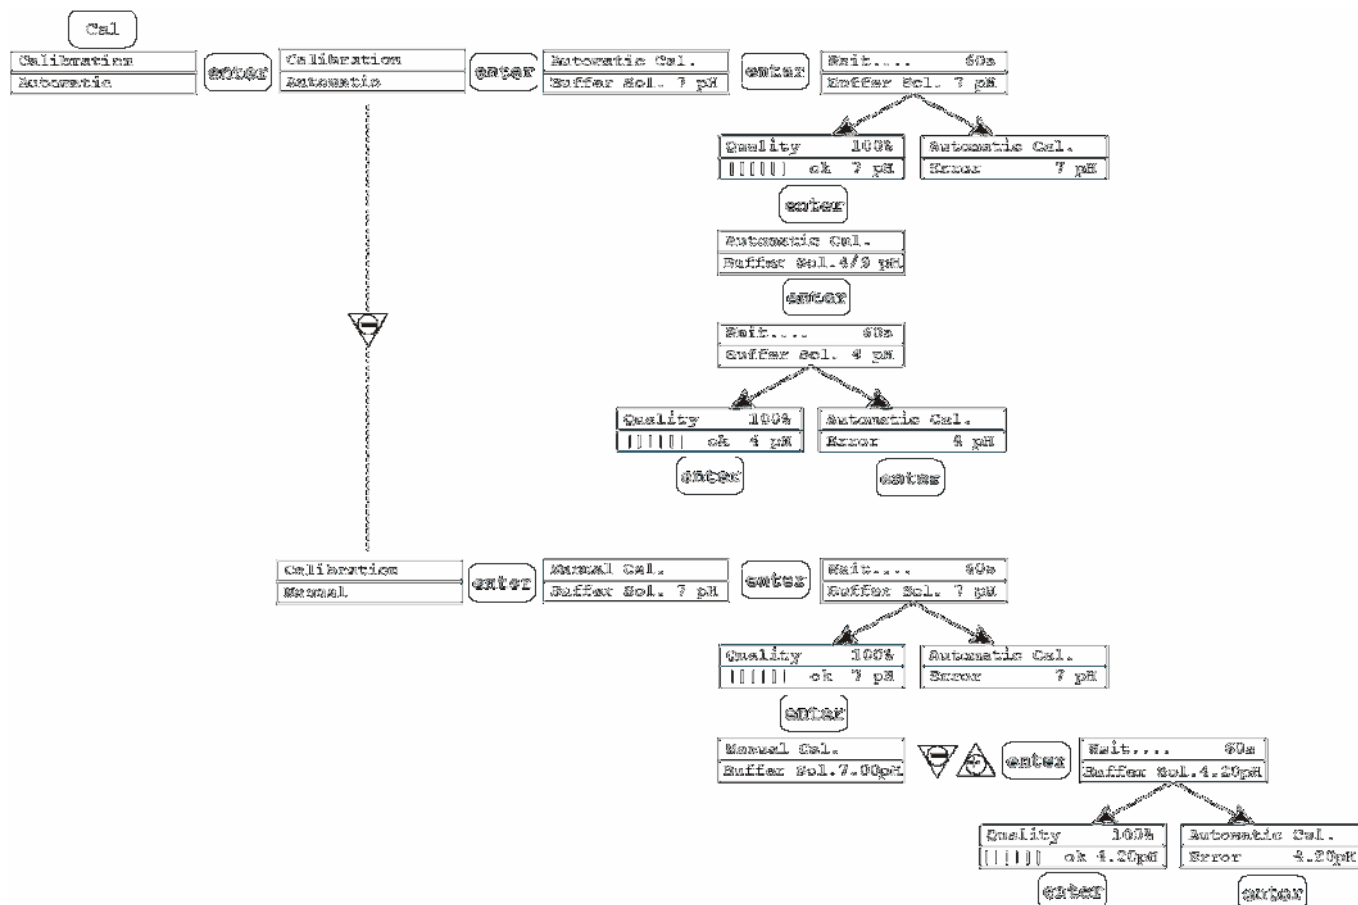 Cal
Calibration
Automatic
enter
Calibration
Automatic
enter
Automatic Cal.
Buffer Sol. 7 pH
enter
Wait.... 60s
Buffer Sol. 7 pH
Quality 100%
|||||| ok 7 pH
Automatic Cal.
Error 7 pH
enter
Automatic Cal.
Buffer Sol.4/9 pH
enter
Wait.... 60s
Buffer Sol. 4 pH
Quality 100%
|||||| ok 4 pH
Automatic Cal.
Error 4 pH
enter
enter
Calibration
Manual
enter
Manual Cal.
Buffer Sol. 7 pH
enter
Wait.... 60s
Buffer Sol. 7 pH
Quality 100%
|||||| ok 7 pH
Automatic Cal.
Error 7 pH
enter
Manual Cal.
Buffer Sol.7.00pH
enter
Wait.... 60s
Buffer Sol.4.20pH
Quality 100%
|||||| ok 4.20pH
Automatic Cal.
Error 4.20pH
enter
enter